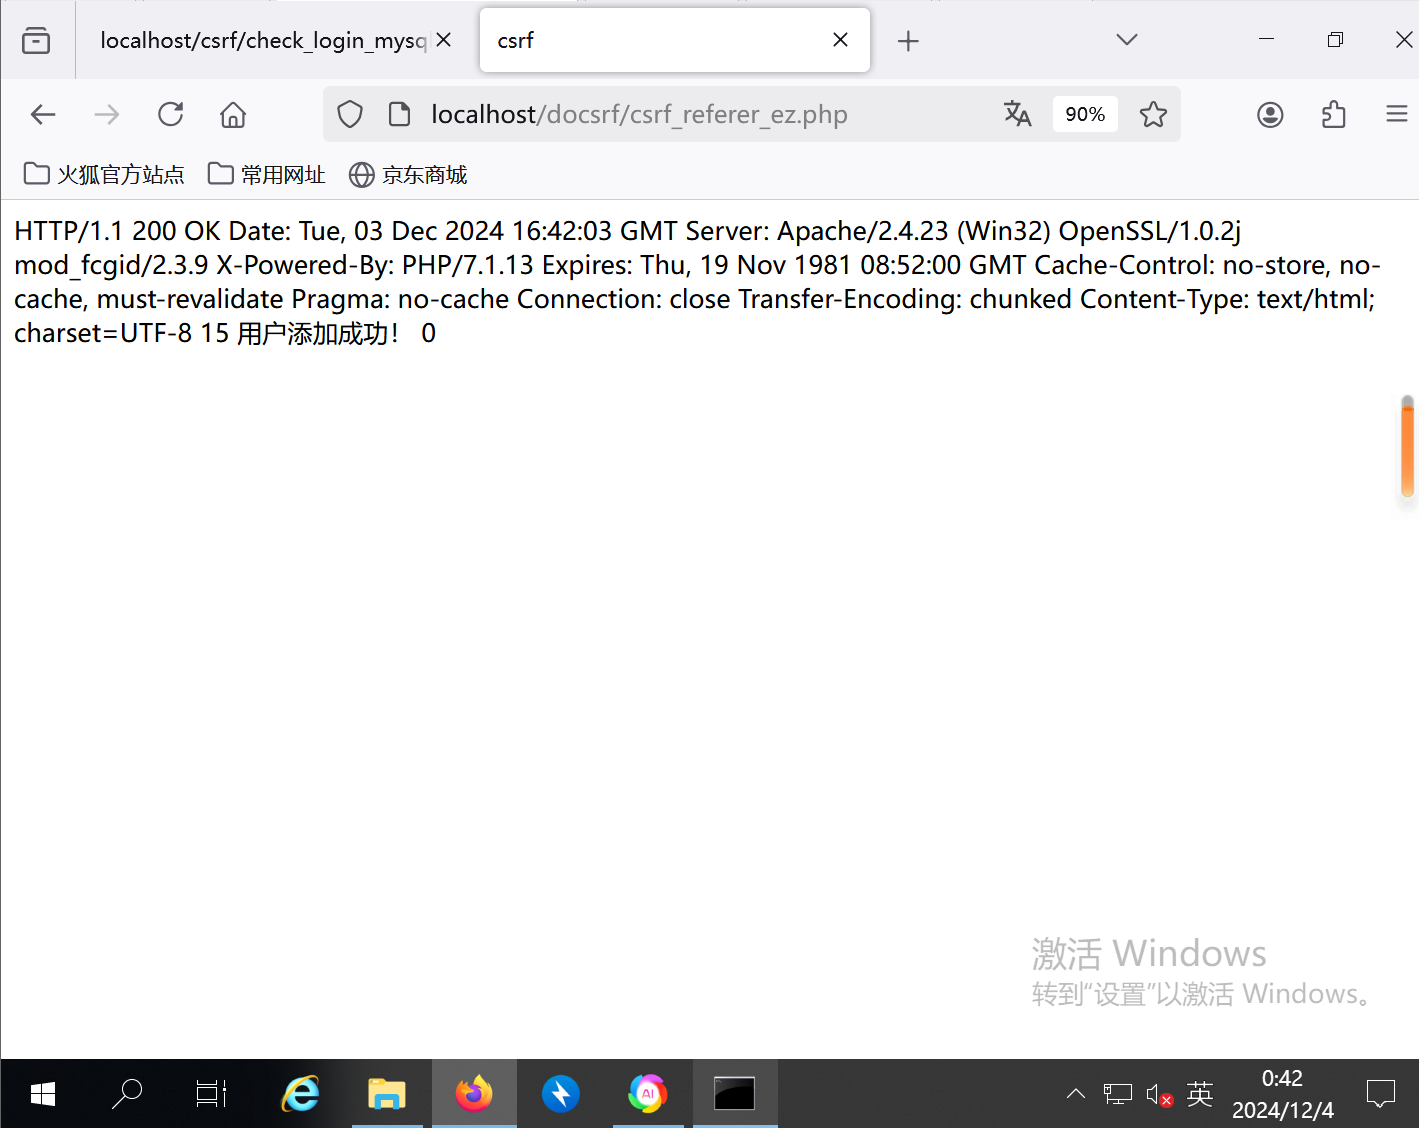 localhost/csrf/check_login_mysq
csrf
localhost/docsrf/csrf_referer_ez.php
90%
火狐官方站点
常用网址
京东商城
HTTP/1.1 200 OK Date: Tue, 03 Dec 2024 16:42:03 GMT Server: Apache/2.4.23 (Win32) OpenSSL/1.0.2j
mod_fcgid/2.3.9 X-Powered-By: PHP/7.1.13 Expires: Thu, 19 Nov 1981 08:52:00 GMT Cache-Control: no-store, no-
cache, must-revalidate Pragma: no-cache Connection: close Transfer-Encoding: chunked Content-Type: text/html;
charset=UTF-8 15 用户添加成功! 0
激活 Windows
转到“设置”以激活 Windows。
AI
英
0:42
2024/12/4